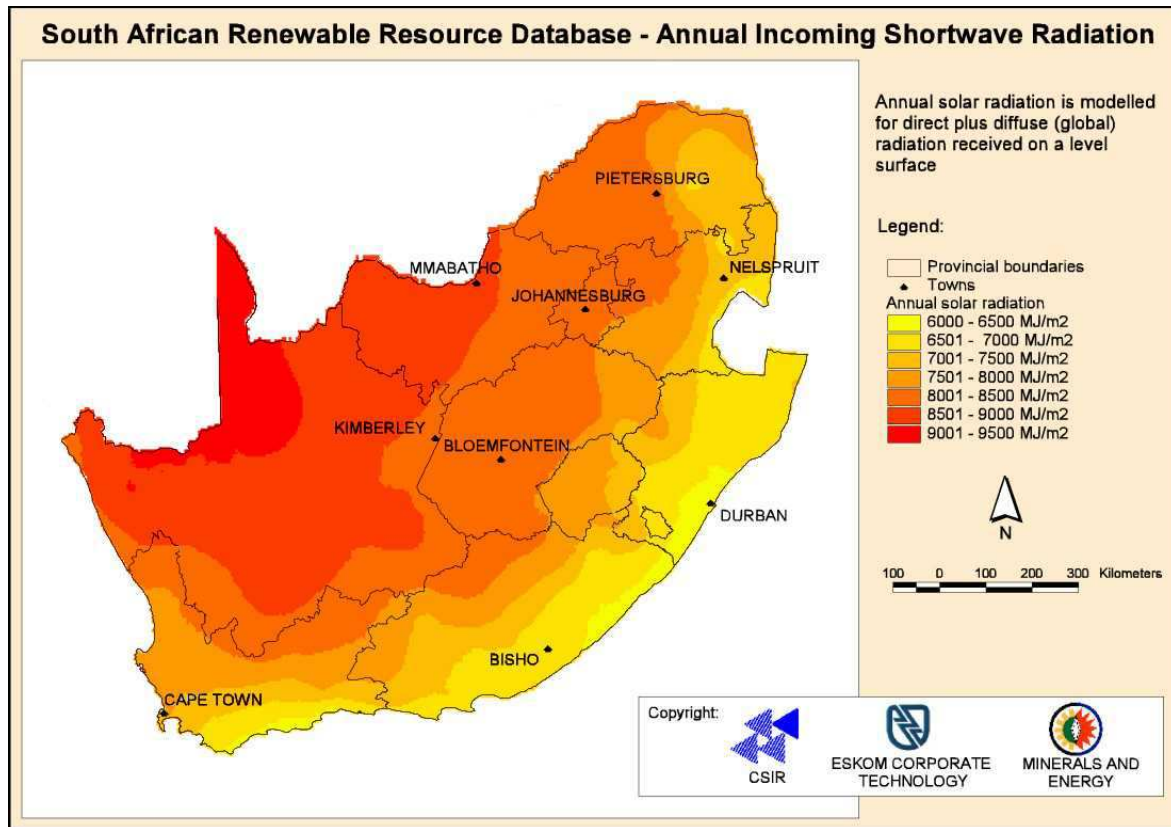 South African Renewable Resource Database - Annual Incoming Shortwave Radiation
Annual solar radiation is modelled
for direct plus diffuse (global)
radiation received on a level
surface
PIETERSBURG
MMABATHO
NELSPRUIT
JOHANNESBURG
KIMBERLEY
BLOEMFONTEIN
DURBAN
BISHO
CAPE TOWN
Legend:
Provincial boundaries
Towns
Annual solar radiation
6000 - 6500 MJ/m2
6501 - 7000 MJ/m2
7001 - 7500 MJ/m2
7501 - 8000 MJ/m2
8001 - 8500 MJ/m2
8501 - 9000 MJ/m2
9001 - 9500 MJ/m2
N
100 0 100 200 300 Kilometers
Copyright:
CSIR
ESKOM CORPORATE
TECHNOLOGY
MINERALS AND
ENERGY